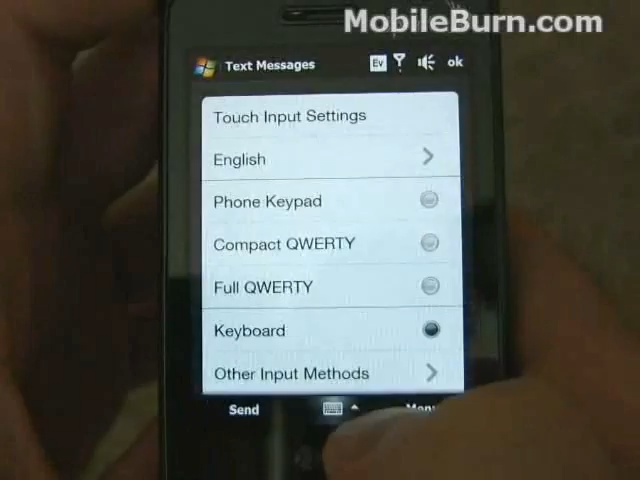 MobileBurn.com
Text Messages
Ev
ok
Touch Input Settings
English
Phone Keypad
Compact QWERTY
Full QWERTY
Keyboard
Other Input Methods
Send
Menu